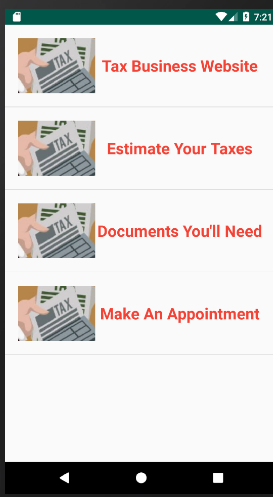 7:21
TAX
Tax Business Website
TAX
Estimate Your Taxes
TAX
Documents You'll Need
TAX
Make An Appointment